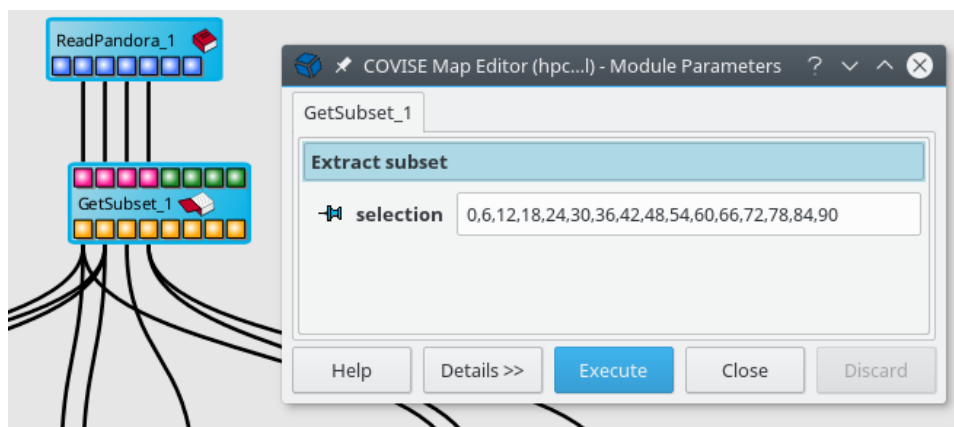 ReadPandora_1
COVISE Map Editor (hpc...l) - Module Parameters
GetSubset_1
Extract subset
GetSubset_1
selection 0,6,12,18,24,30,36,42,48,54,60,66,72,78,84,90
Help Details >> Execute Close Discard